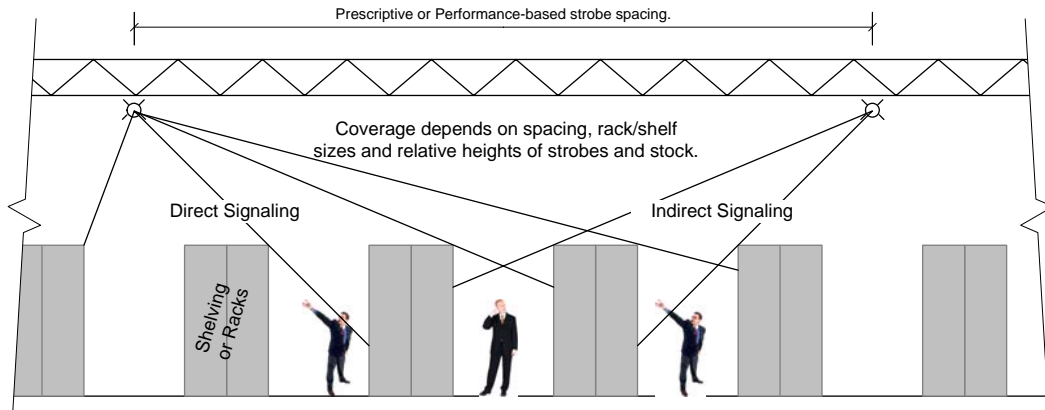 Prescriptive or Performance-based strobe spacing.
Coverage depends on spacing, rack/shelf
sizes and relative heights of strobes and stock.
Direct Signaling
Indirect Signaling
Shelving
or Racks